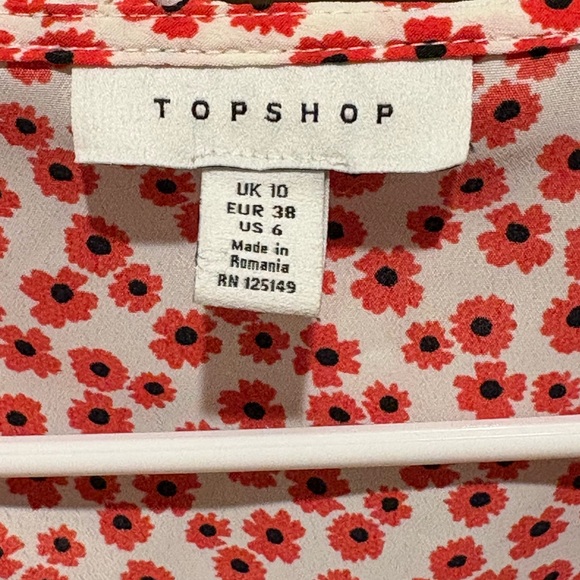 TOPSHOP
UK 10
EUR 38
US 6
Made in
Romania
RN 125149